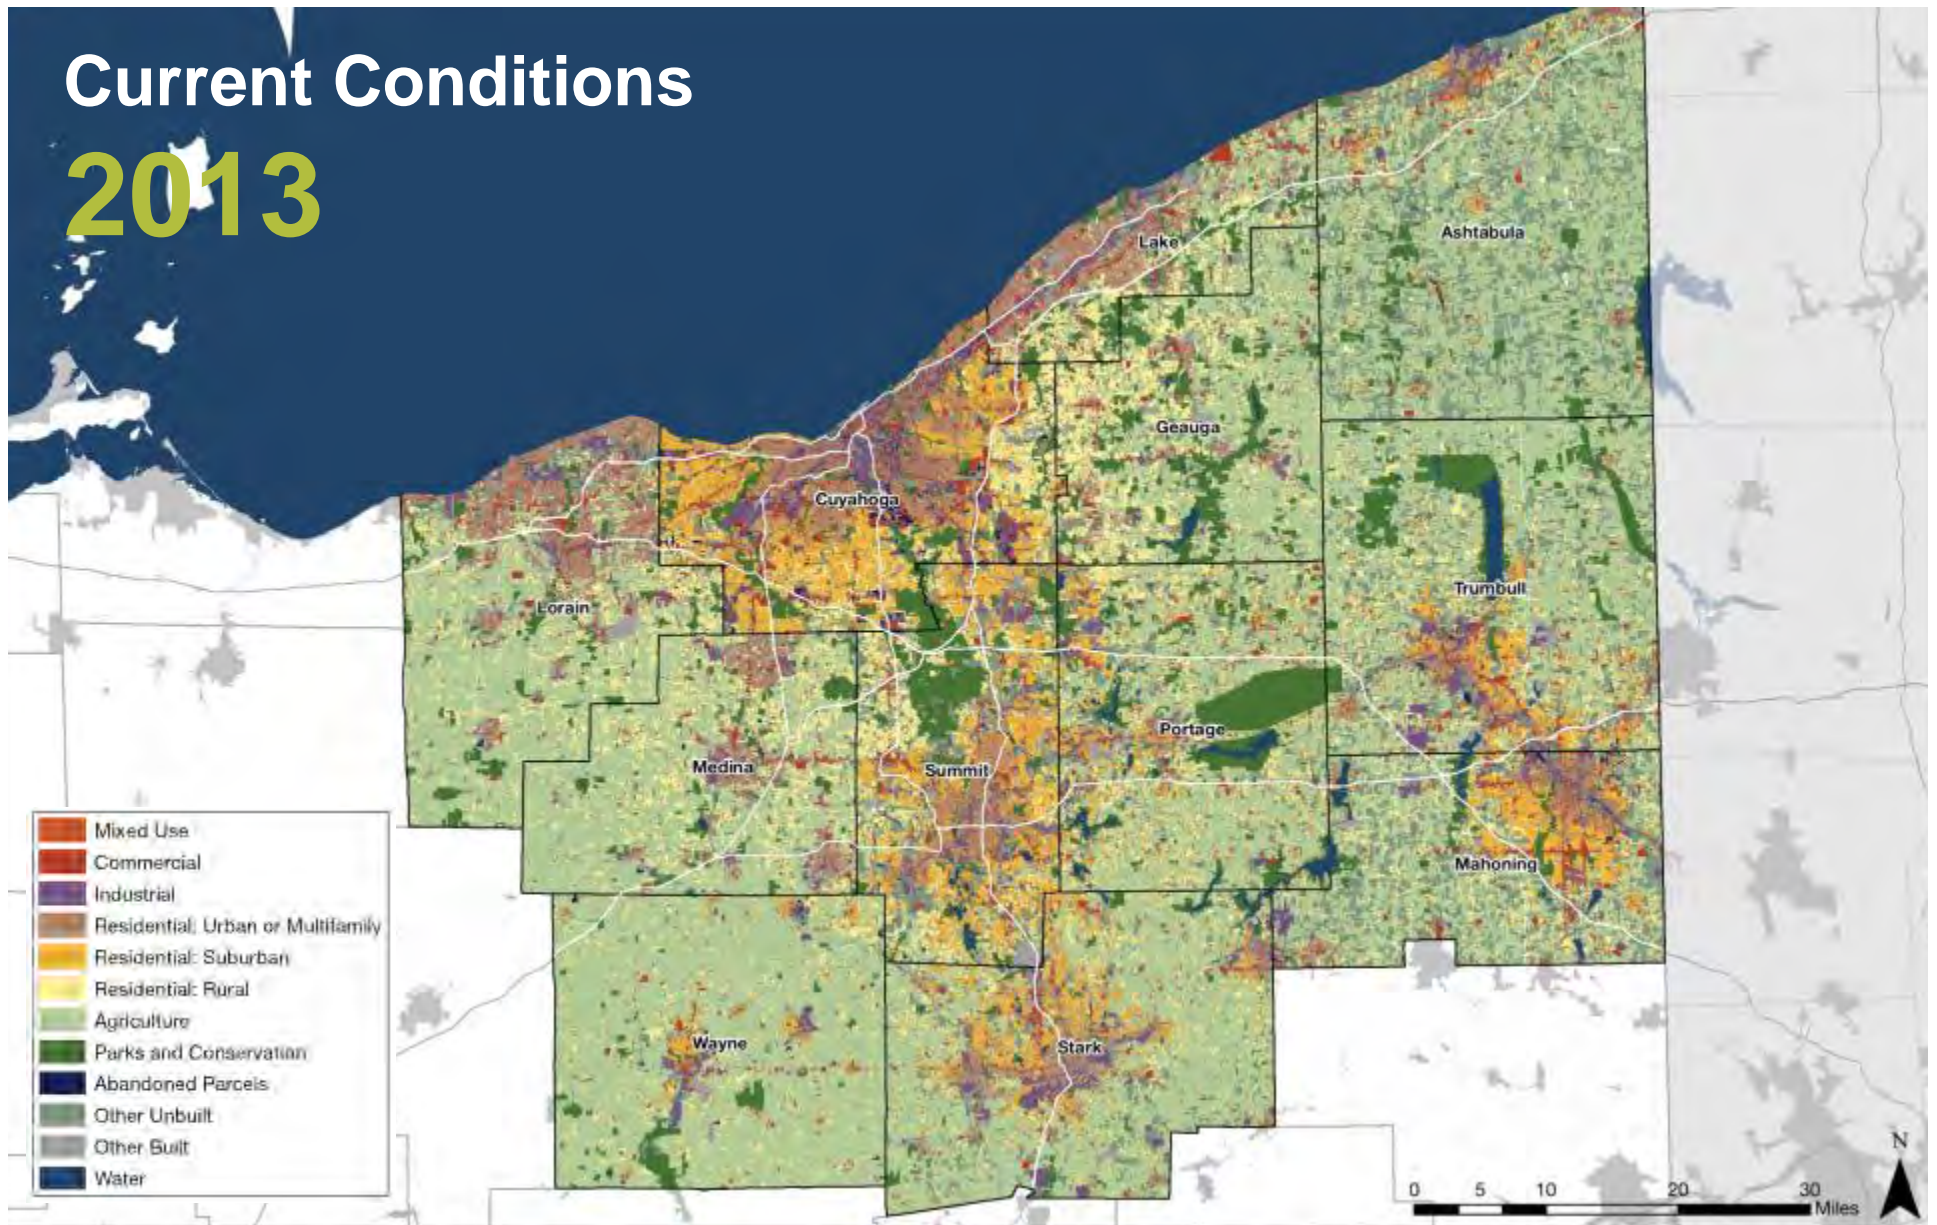 Current Conditions
2013
Lake
Ashtabula
Geauga
Cuyahoga
Trumbull
Lorain
Portage
Medina
Summit
Mahoning
Wayne
Stark
Mixed Use
Commercial
Industrial
Residential: Urban or Multifamily
Residential: Suburban
Residential: Rural
Agriculture
Parks and Conservation
Abandoned Parcels
Other Unbuilt
Other Built
Water
N
0 5 10 20 30
Miles